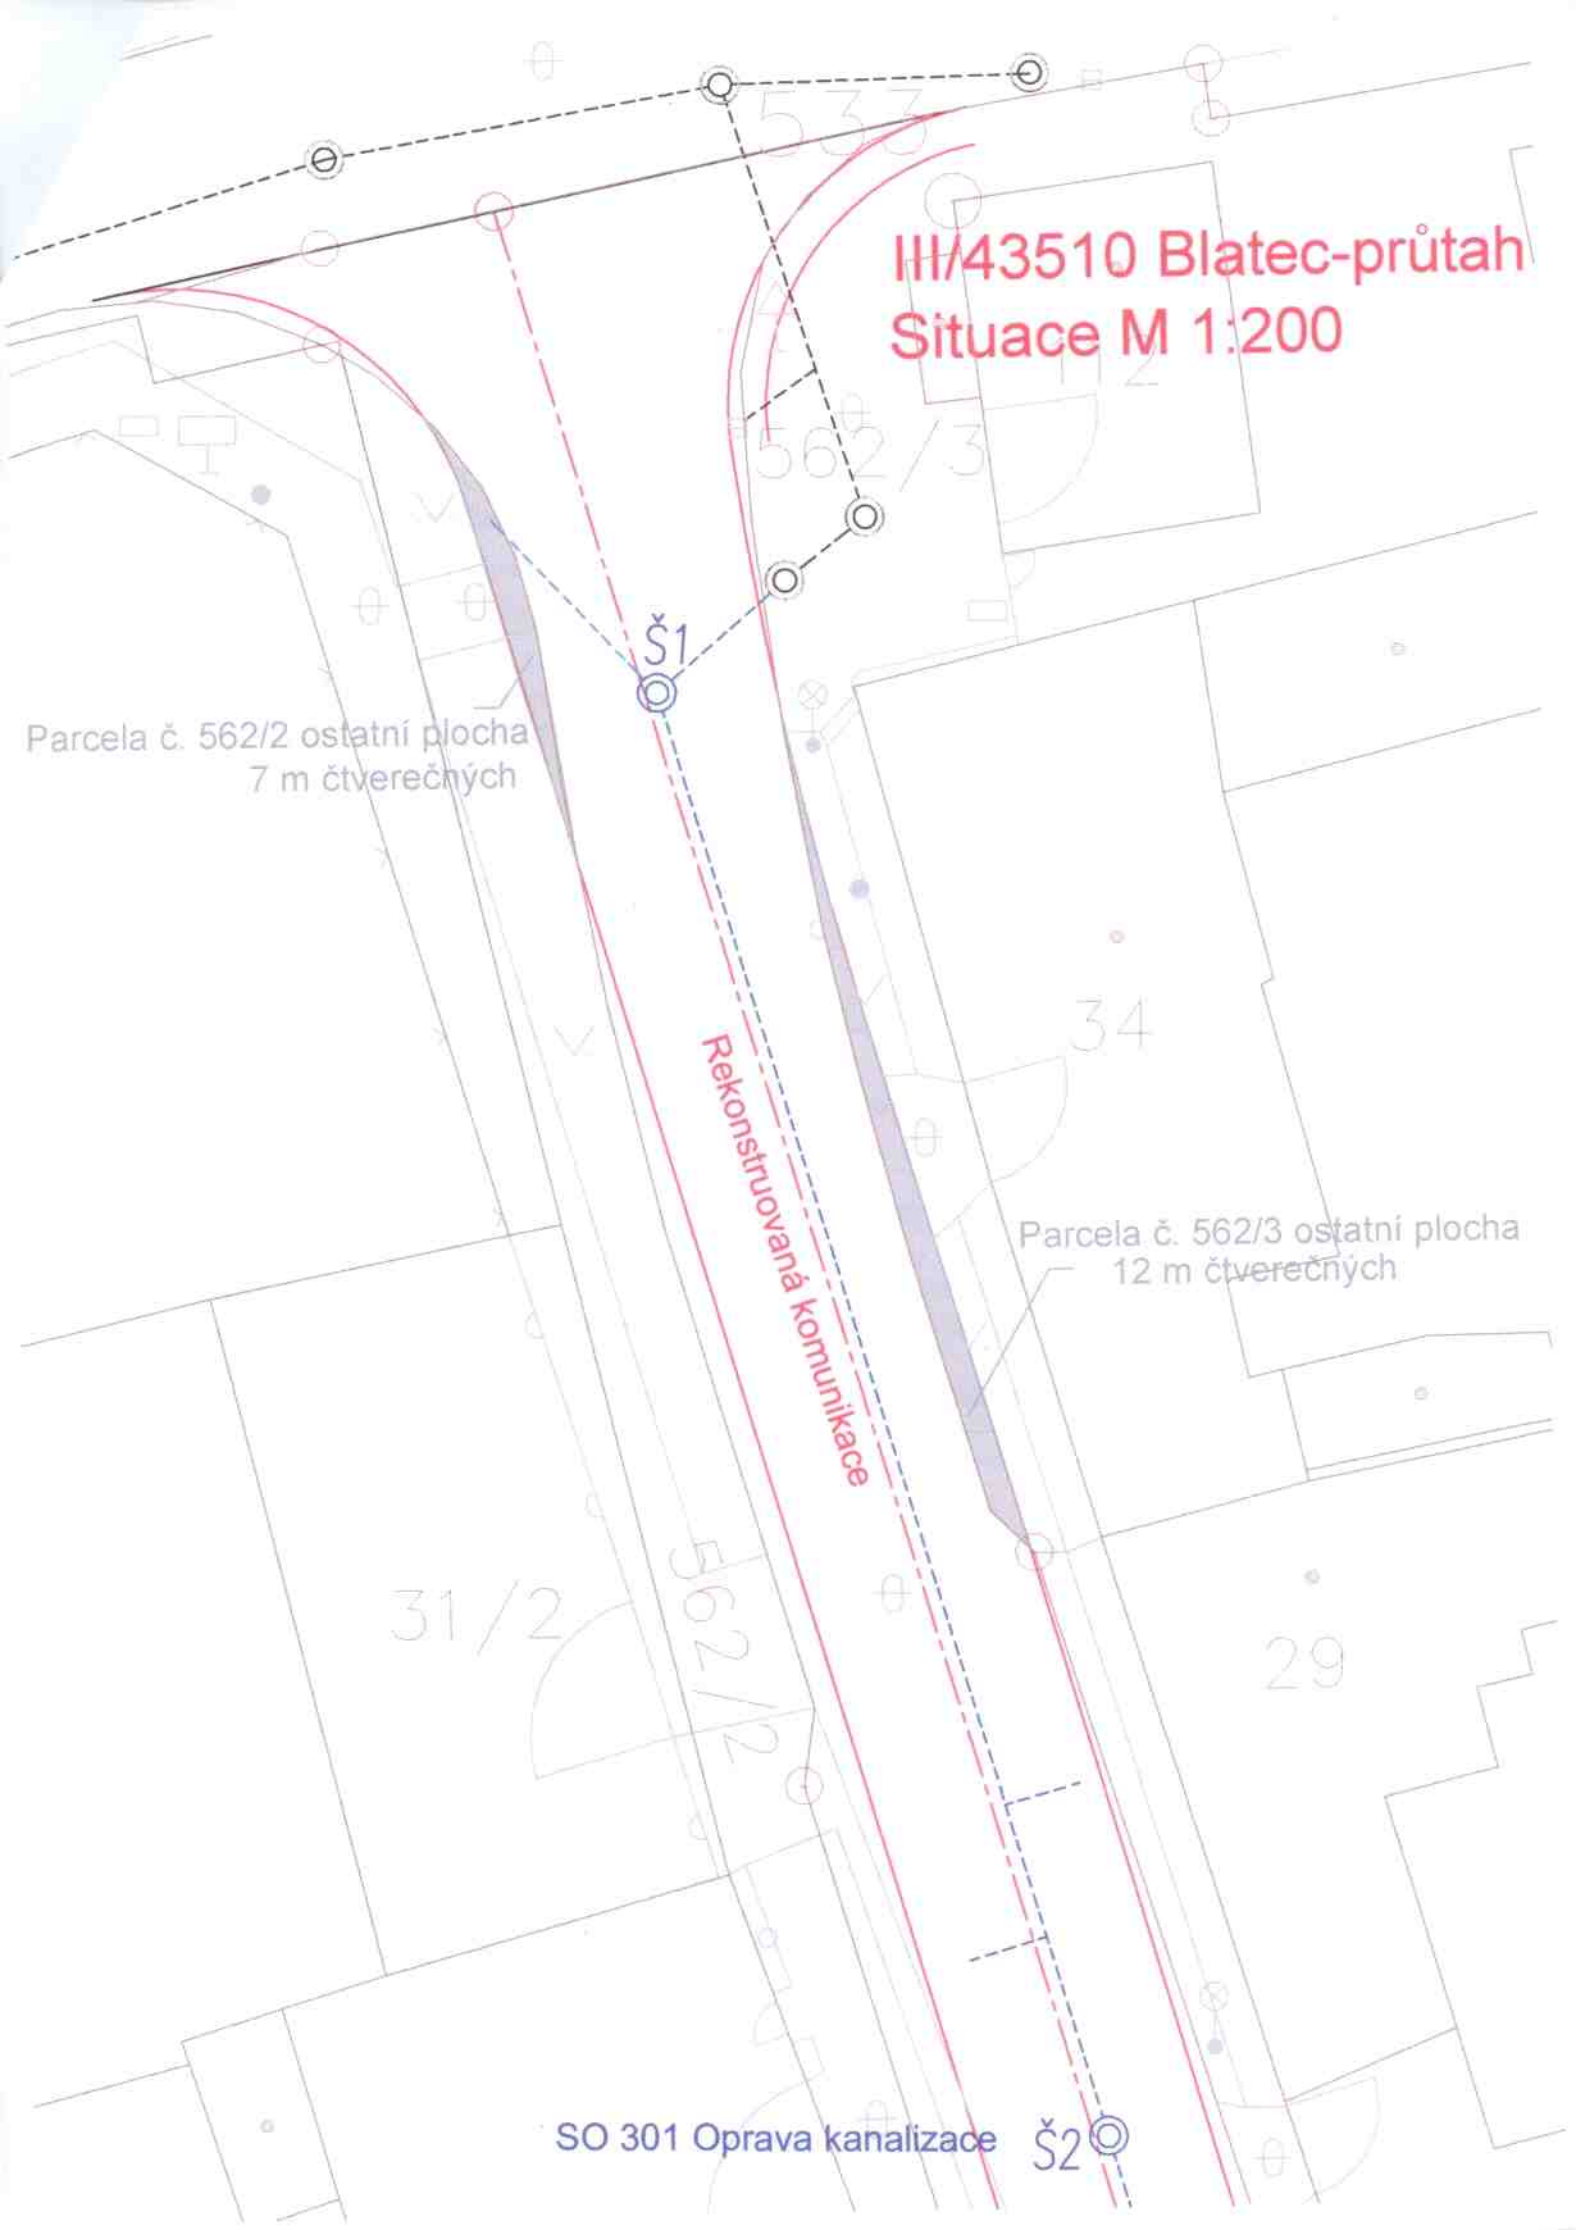 533
III/43510 Blatec-průtah
Situace M 1:200
112
562/3
Š1
Parcela č. 562/2 ostatní plocha
7 m čtverečných
34
Rekonstruovaná komunikace
Parcela č. 562/3 ostatní plocha
12 m čtverečných
31/2
562/2
29
SO 301 Oprava kanalizace
Š2